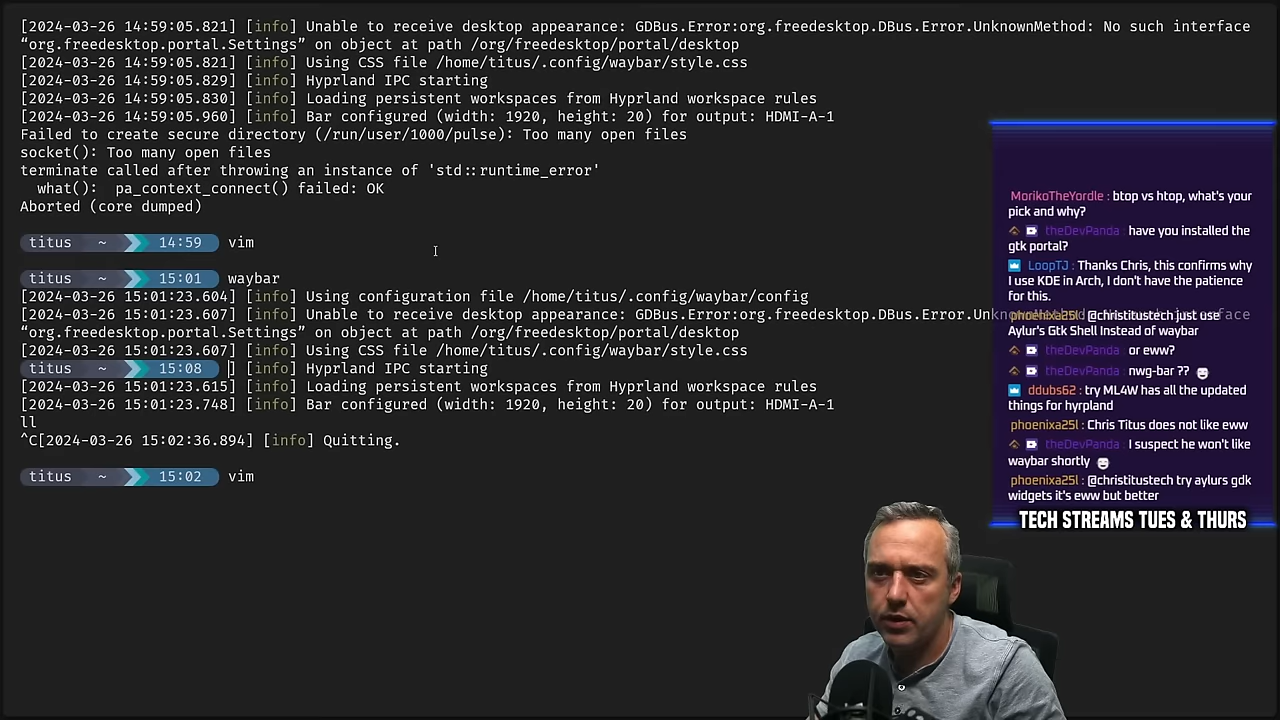 [2024-03-26 14:59:05.821] [info] Unable to receive desktop appearance: GDBus.Error:org.freedesktop.DBus.Error.UnknownMethod: No such interface
“org.freedesktop.portal.Settings” on object at path /org/freedesktop/portal/desktop
[2024-03-26 14:59:05.821] [info] Using CSS file /home/titus/.config/waybar/style.css
[2024-03-26 14:59:05.829] [info] Hyprland IPC starting
[2024-03-26 14:59:05.830] [info] Loading persistent workspaces from Hyprland workspace rules
[2024-03-26 14:59:05.960] [info] Bar configured (width: 1920, height: 20) for output: HDMI-A-1
Failed to create secure directory (/run/user/1000/pulse): Too many open files
socket(): Too many open files
terminate called after throwing an instance of 'std::runtime_error'
what(): pa_context_connect() failed: OK
Aborted (core dumped)
titus ~ 14:59 vim
titus ~ 15:01 waybar
[2024-03-26 15:01:23.604] [info] Using configuration file /home/titus/.config/waybar/config
[2024-03-26 15:01:23.607] [info] Unable to receive desktop appearance: GDBus.Error:org.freedesktop.DBus.Error.
“org.freedesktop.portal.Settings” on object at path /org/freedesktop/portal/desktop
[2024-03-26 15:01:23.607] [info] Using CSS file /home/titus/.config/waybar/style.css
titus ~ 15:08 ] [info] Hyprland IPC starting
[2024-03-26 15:01:23.615] [info] Loading persistent workspaces from Hyprland workspace rules
[2024-03-26 15:01:23.748] [info] Bar configured (width: 1920, height: 20) for output: HDMI-A-1
ll
^C[2024-03-26 15:02:36.894] [info] Quitting.
titus ~ 15:02 vim
MorikoTheYordle : btop vs htop, what's your
pick and why?
theDevPanda : have you installed the
gtk portal?
LoopTJ : Thanks Chris, this confirms why
I use KDE in Arch, I don't have the patience
for this.
phoenixa25l : @christitustech just use
Aylur's Gtk Shell Instead of waybar
theDevPanda : or eww?
theDevPanda : nwg-bar ??
ddubs62 : try ML4W has all the updated
things for hyrpland
phoenixa25l : Chris Titus does not like eww
theDevPanda : I suspect he won't like
waybar shortly
phoenixa25l : @christitustech try aylurs gdk
widgets it's eww but better
TECH STREAMS TUES & THURS